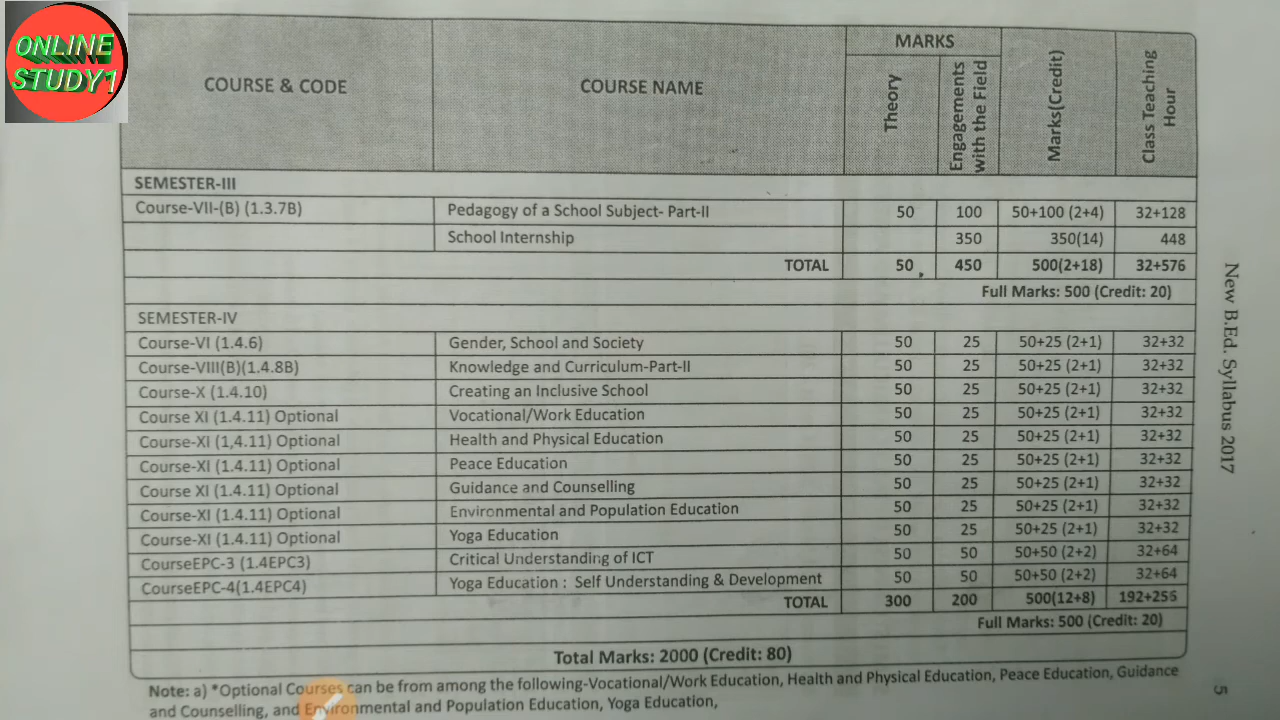 ONLINE
STUDY1
COURSE & CODE COURSE NAME MARKS Theory Engagements with the Field Marks(Credit) Class Teaching Hour
SEMESTER-III
Course-VII-(B) (1.3.7B) Pedagogy of a School Subject- Part-II 50 100 50+100 (2+4) 32+128
School Internship 350 350(14) 448
TOTAL 50 450 500(2+18) 32+576
Full Marks: 500 (Credit: 20)
SEMESTER-IV
Course-VI (1.4.6) Gender, School and Society 50 25 50+25 (2+1) 32+32
Course-VIII(B)(1.4.8B) Knowledge and Curriculum-Part-II 50 25 50+25 (2+1) 32+32
Course-X (1.4.10) Creating an Inclusive School 50 25 50+25 (2+1) 32+32
Course XI (1.4.11) Optional Vocational/Work Education 50 25 50+25 (2+1) 32+32
Course-XI (1,4.11) Optional Health and Physical Education 50 25 50+25 (2+1) 32+32
Course-XI (1.4.11) Optional Peace Education 50 25 50+25 (2+1) 32+32
Course XI (1.4.11) Optional Guidance and Counselling 50 25 50+25 (2+1) 32+32
Course-XI (1.4.11) Optional Environmental and Population Education 50 25 50+25 (2+1) 32+32
Course-XI (1.4.11) Optional Yoga Education 50 25 50+25 (2+1) 32+32
CourseEPC-3 (1.4EPC3) Critical Understanding of ICT 50 50 50+50 (2+2) 32+64
CourseEPC-4(1.4EPC4) Yoga Education : Self Understanding & Development 50 50 50+50 (2+2) 32+64
TOTAL 300 200 500(12+8) 192+256
Full Marks: 500 (Credit: 20)
Total Marks: 2000 (Credit: 80)
Note: a) *Optional Courses can be from among the following-Vocational/Work Education, Health and Physical Education, Peace Education, Guidance
and Counselling, and Environmental and Population Education, Yoga Education,
New B.Ed. Syllabus 2017
5